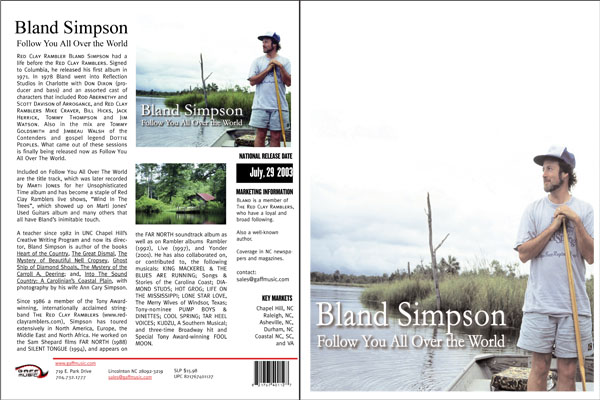 Bland Simpson
Follow You All Over the World
RED CLAY RAMBLER BLAND SIMPSON had a
life before the RED CLAY RAMBLERS. Signed
to Columbia, he released his first album in
1971. In 1978 Bland went into Reflection
Studios in Charlotte with DON DIXON (pro-
ducer and bass) and an assorted cast of
characters that included ROD ABERNETHY and
SCOTT DAVISON of ARROGANCE, and RED CLAY
RAMBLERS MIKE CRAVER, BILL HICKS, JACK
HERRICK, TOMMY THOMPSON and JIM
WATSON. Also in the mix are TOMMY
GOLDSMITH and JIMBEAU WALSH of the
Contenders and gospel legend DOTTIE
PEOPLES. What came out of these sessions
is finally being released now as Follow You
All Over The World.
Included on Follow You All Over The World
are the title track, which was later recorded
by MARTI JONES for her Unsophisticated
Time album and has become a staple of Red
Clay Ramblers live shows, "Wind In The
Trees", which showed up on Marti Jones'
Used Guitars album and many others that
all have Bland's inimitable touch.
A teacher since 1982 in UNC Chapel Hill's
Creative Writing Program and now its direc-
tor, Bland Simpson is author of the books
Heart of the Country, The Great Dismal, The
Mystery of Beautiful Nell Cropsey, Ghost
Ship of Diamond Shoals, The Mystery of the
Carroll A. Deering; and, Into The Sound
Country: A Carolinian's Coastal Plain, with
photography by his wife Ann Cary Simpson.
Since 1986 a member of the Tony Award-
winning, internationally acclaimed string-
band THE RED CLAY RAMBLERS (www.red-
clayramblers.com), Simpson has toured
extensively in North America, Europe, the
Middle East and North Africa. He worked on
the Sam Shepard films FAR NORTH (1988)
and SILENT TONGUE (1994), and appears on
Bland Simpson
Follow You All Over the World
the FAR NORTH soundtrack album as
well as on Rambler albums Rambler
(1992), Live (1997), and Yonder
(2001). He has also collaborated on,
or contributed to, the following
musicals: KING MACKEREL & THE
BLUES ARE RUNNING; Songs &
Stories of the Carolina Coast; DIA-
MOND STUDS; HOT GROG; LIFE ON
THE MISSISSIPPI; LONE STAR LOVE,
The Merry Wives of Windsor, Texas;
Tony-nominee PUMP BOYS &
DINETTES; COOL SPRING; TAR HEEL
VOICES; KUDZU, A Southern Musical;
and three-time Broadway hit and
Special Tony Award-winning FOOL
MOON.
NATIONAL RELEASE DATE
July, 29 2003
MARKETING INFORMATION
BLAND is a member of
THE RED CLAY RAMBLERS,
who have a loyal and
broad following.
Also a well-known
author.
Coverage in NC newspa
pers and magazines.
contact:
sales@gaffmusic.com
KEY MARKETS
Chapel Hill, NC
Raleigh, NC,
Asheville, NC,
Durham, NC
Coastal NC, SC,
and VA
GAFF
MUSIC
www.gaffmusic.com
719 E. Park Drive
704.732.1277
Lincolnton NC 28092-3219
sales@gaffmusic.com
SLP $15.98
Bland Simpson
Follow You All Over the World